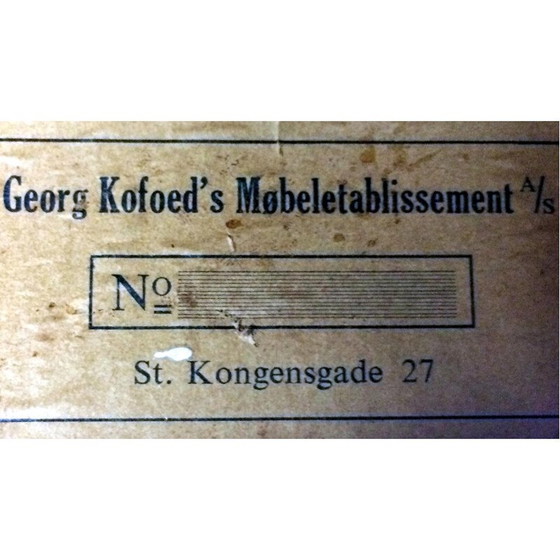 Georg Kofoed's Møbeletablissement A/s
No
St. Kongensgade 27